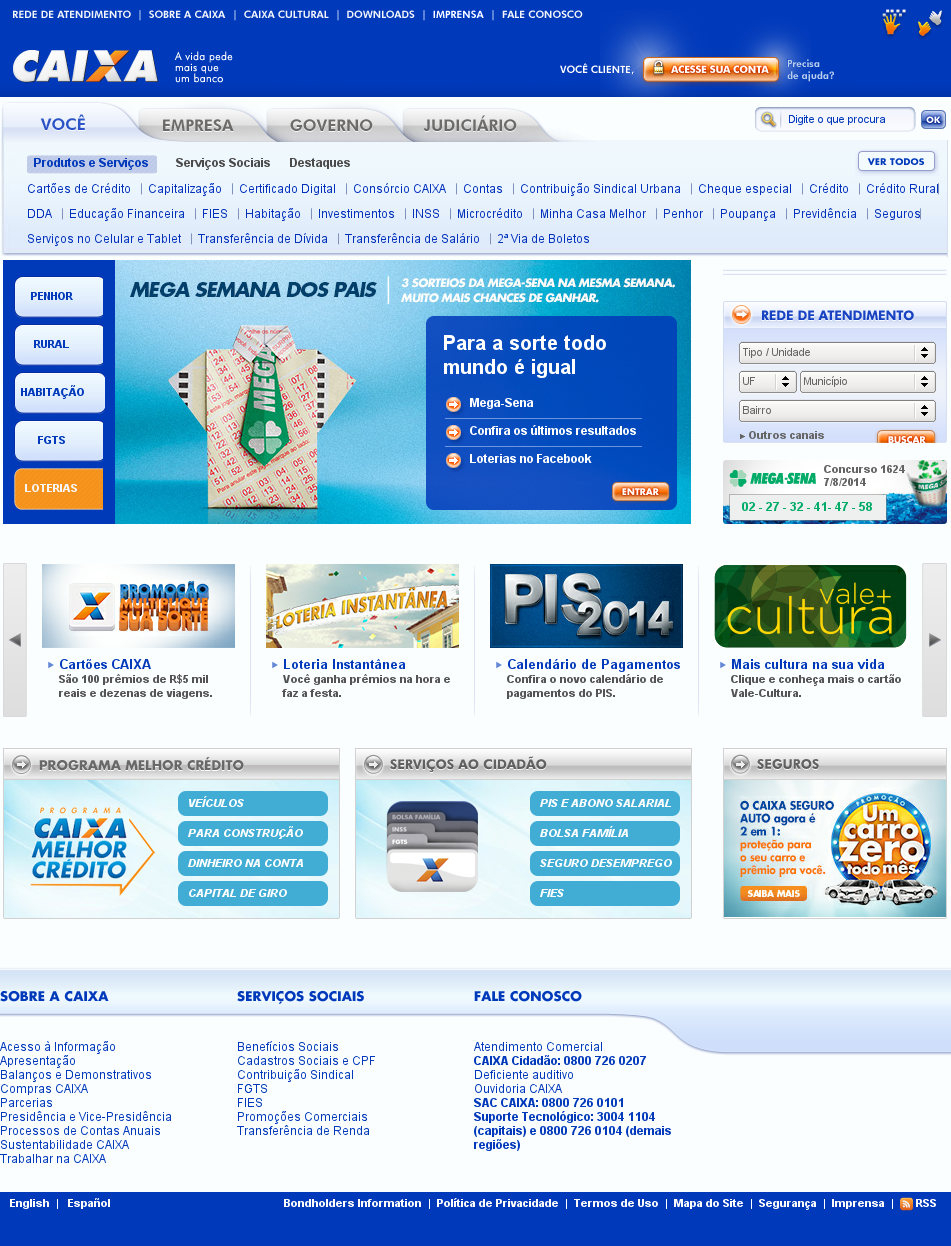 REDE DE ATENDIMENTO | SOBRE A CAIXA | CAIXA CULTURAL | DOWNLOADS | IMPRENSA | FALE CONOSCO
CAIXA
A vida pede
mais que
um banco
VOCÊ CLIENTE,
ACESSE SUA CONTA
Precisa
de ajuda?
VOCÊ
EMPRESA
GOVERNO
JUDICIÁRIO
Digite o que procura
OK
Produtos e Serviços
Serviços Sociais
Destaques
VER TODOS
Cartões de Crédito | Capitalização | Certificado Digital | Consórcio CAIXA | Contas | Contribuição Sindical Urbana | Cheque especial | Crédito | Crédito Rural
DDA | Educação Financeira | FIES | Habitação | Investimentos | INSS | Microcrédito | Minha Casa Melhor | Penhor | Poupança | Previdência | Seguros
Serviços no Celular e Tablet | Transferência de Dívida | Transferência de Salário | 2ª Via de Boletos
PENHOR
RURAL
HABITAÇÃO
FGTS
LOTERIAS
MEGA SEMANA DOS PAIS
3 SORTEIOS DA MEGA-SENA NA MESMA SEMANA.
MUITO MAIS CHANCES DE GANHAR.
MEGA
Para a sorte todo
mundo é igual
Mega-Sena
Confira os últimos resultados
Loterias no Facebook
ENTRAR
REDE DE ATENDIMENTO
Tipo / Unidade
UF
Município
Bairro
Outros canais
BUSCAR
MEGA-SENA
Concurso 1624
7/8/2014
02 - 27 - 32 - 41- 47 - 58
PROMOÇÃO
MULTIPLIQUE
SUA SORTE
Cartões CAIXA
São 100 prêmios de R$5 mil
reais e dezenas de viagens.
LOTERIA INSTANTÂNEA
Loteria Instantânea
Você ganha prêmios na hora e
faz a festa.
PIS 2014
Calendário de Pagamentos
Confira o novo calendário de
pagamentos do PIS.
vale+
cultura
Mais cultura na sua vida
Clique e conheça mais o cartão
Vale-Cultura.
PROGRAMA MELHOR CRÉDITO
PROGRAMA
CAIXA
MELHOR
CRÉDITO
VEÍCULOS
PARA CONSTRUÇÃO
DINHEIRO NA CONTA
CAPITAL DE GIRO
SERVIÇOS AO CIDADÃO
BOLSA FAMÍLIA
INSS
FGTS
PIS E ABONO SALARIAL
BOLSA FAMÍLIA
SEGURO DESEMPREGO
FIES
SEGUROS
O CAIXA SEGURO
AUTO agora é
2 em 1:
proteção para
o seu carro e
prêmio pra você.
SAIBA MAIS
PROMOÇÃO
Um
carro
zero
todo mês.
SOBRE A CAIXA
Acesso à Informação
Apresentação
Balanços e Demonstrativos
Compras CAIXA
Parcerias
Presidência e Vice-Presidência
Processos de Contas Anuais
Sustentabilidade CAIXA
Trabalhar na CAIXA
SERVIÇOS SOCIAIS
Benefícios Sociais
Cadastros Sociais e CPF
Contribuição Sindical
FGTS
FIES
Promoções Comerciais
Transferência de Renda
FALE CONOSCO
Atendimento Comercial
CAIXA Cidadão: 0800 726 0207
Deficiente auditivo
Ouvidoria CAIXA
SAC CAIXA: 0800 726 0101
Suporte Tecnológico: 3004 1104
(capitais) e 0800 726 0104 (demais
regiões)
English | Español
Bondholders Information | Política de Privacidade | Termos de Uso | Mapa do Site | Segurança | Imprensa | RSS